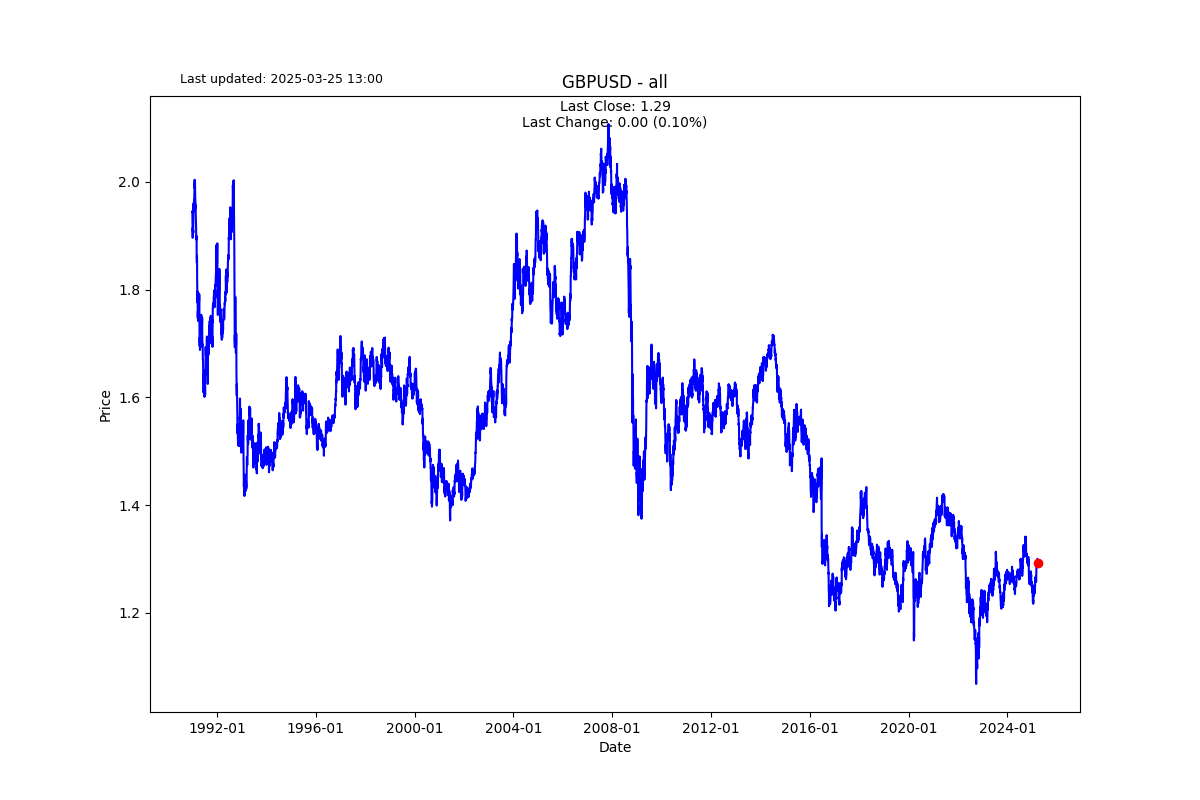 Last updated: 2025-03-25 13:00
GBPUSD - all
Last Close: 1.29
Last Change: 0.00 (0.10%)
2.0
1.8
1.6
1.4
1.2
Price
1992-01 1996-01 2000-01 2004-01 2008-01 2012-01 2016-01 2020-01 2024-01
Date